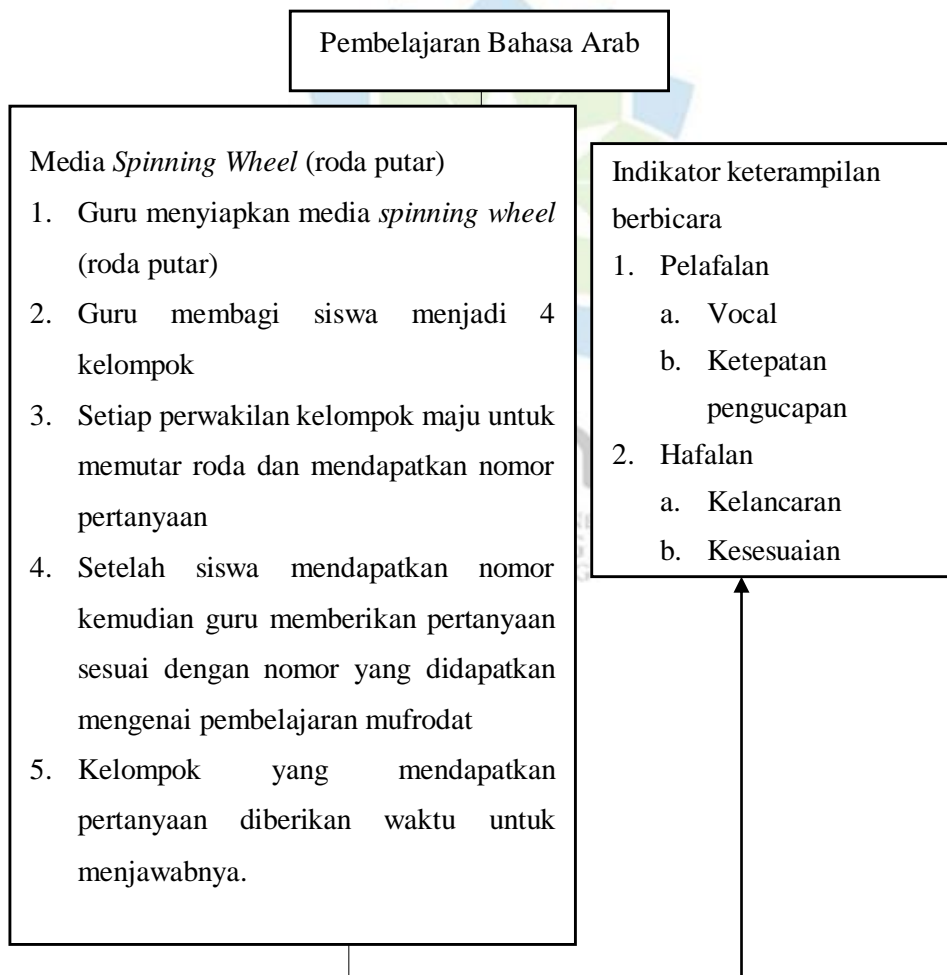 Pembelajaran Bahasa Arab
Media Spinning Wheel (roda putar)
1. Guru menyiapkan media spinning wheel
(roda putar)
2. Guru membagi siswa menjadi 4
kelompok
3. Setiap perwakilan kelompok maju untuk
memutar roda dan mendapatkan nomor
pertanyaan
4. Setelah siswa mendapatkan nomor
kemudian guru memberikan pertanyaan
sesuai dengan nomor yang didapatkan
mengenai pembelajaran mufrodat
5. Kelompok yang mendapatkan
pertanyaan diberikan waktu untuk
menjawabnya.
Indikator keterampilan
berbicara
1. Pelafalan
a. Vocal
b. Ketepatan
pengucapan
2. Hafalan
a. Kelancaran
b. Kesesuaian